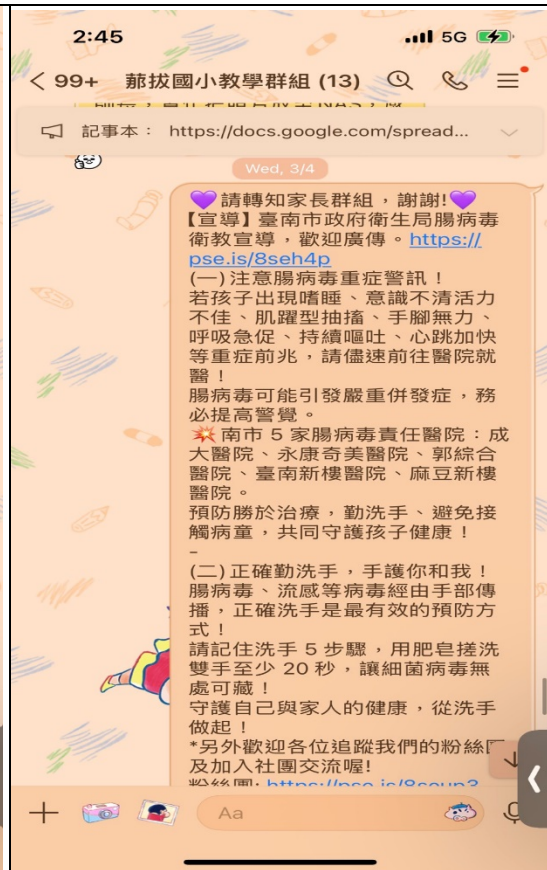 2:45
5G
99+ 蔀拔國小教學群組 (13)
記事本： https://docs.google.com/spread...
Wed, 3/4
💜請轉知家長群組，謝謝!💜
【宣導】臺南市政府衛生局腸病毒
衛教宣導，歡迎廣傳。https://
pse.is/8seh4p
(一)注意腸病毒重症警訊！
若孩子出現嗜睡、意識不清活力
不佳、肌躍型抽搐、手腳無力、
呼吸急促、持續嘔吐、心跳加快
等重症前兆，請儘速前往醫院就
醫！
腸病毒可能引發嚴重併發症，務
必提高警覺。
💥南市 5 家腸病毒責任醫院：成
大醫院、永康奇美醫院、郭綜合
醫院、臺南新樓醫院、麻豆新樓
醫院。
預防勝於治療，勤洗手、避免接
觸病童，共同守護孩子健康！
-
(二)正確勤洗手，手護你和我！
腸病毒、流感等病毒經由手部傳
播，正確洗手是最有效的預防方
式！
請記住洗手 5 步驟，用肥皂搓洗
雙手至少 20 秒，讓細菌病毒無
處可藏！
守護自己與家人的健康，從洗手
做起！
*另外歡迎各位追蹤我們的粉絲
及加入社團交流喔!
粉絲團: https://pse.is/8soup3
Aa